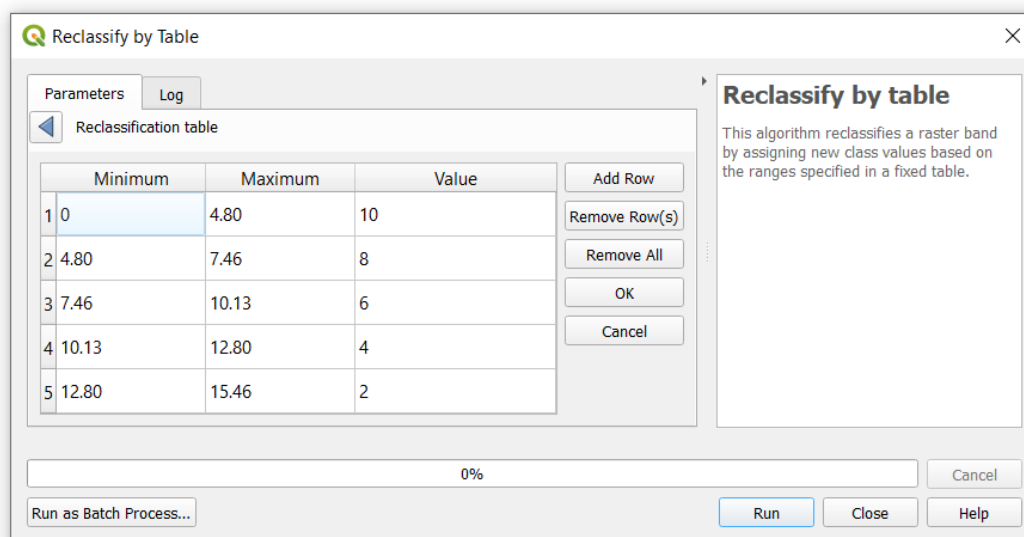 Reclassify by Table
Parameters
Log
Reclassification table
Minimum Maximum Value
1 0 4.80 10
2 4.80 7.46 8
3 7.46 10.13 6
4 10.13 12.80 4
5 12.80 15.46 2
Add Row
Remove Row(s)
Remove All
OK
Cancel
Reclassify by table
This algorithm reclassifies a raster band
by assigning new class values based on
the ranges specified in a fixed table.
0%
Cancel
Run as Batch Process...
Run
Close
Help